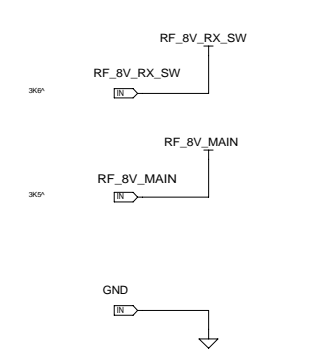 RF_8V_RX_SW
RF_8V_RX_SW
3K6^ IN
RF_8V_MAIN
RF_8V_MAIN
3K5^ IN
GND
IN